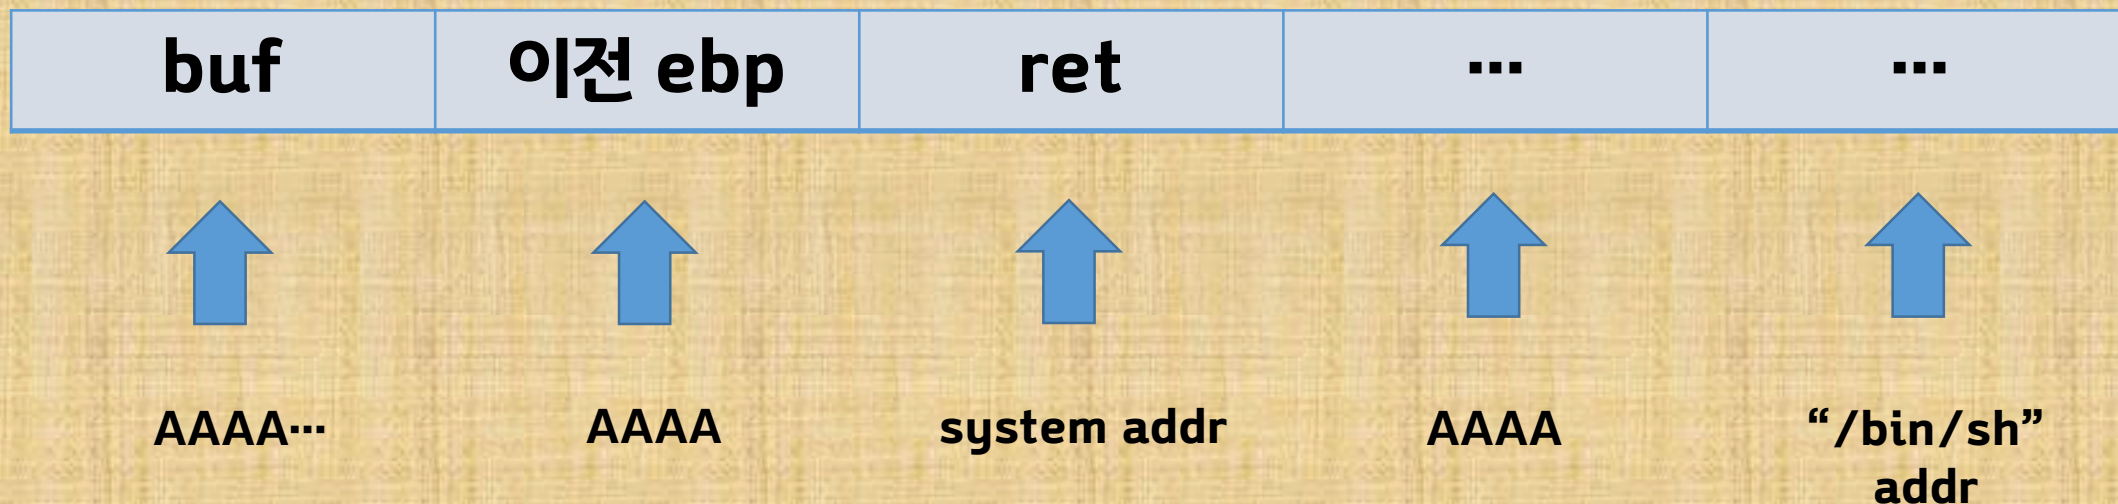 buf 이전 ebp ret … …
AAAA… AAAA system addr AAAA “/bin/sh”
addr